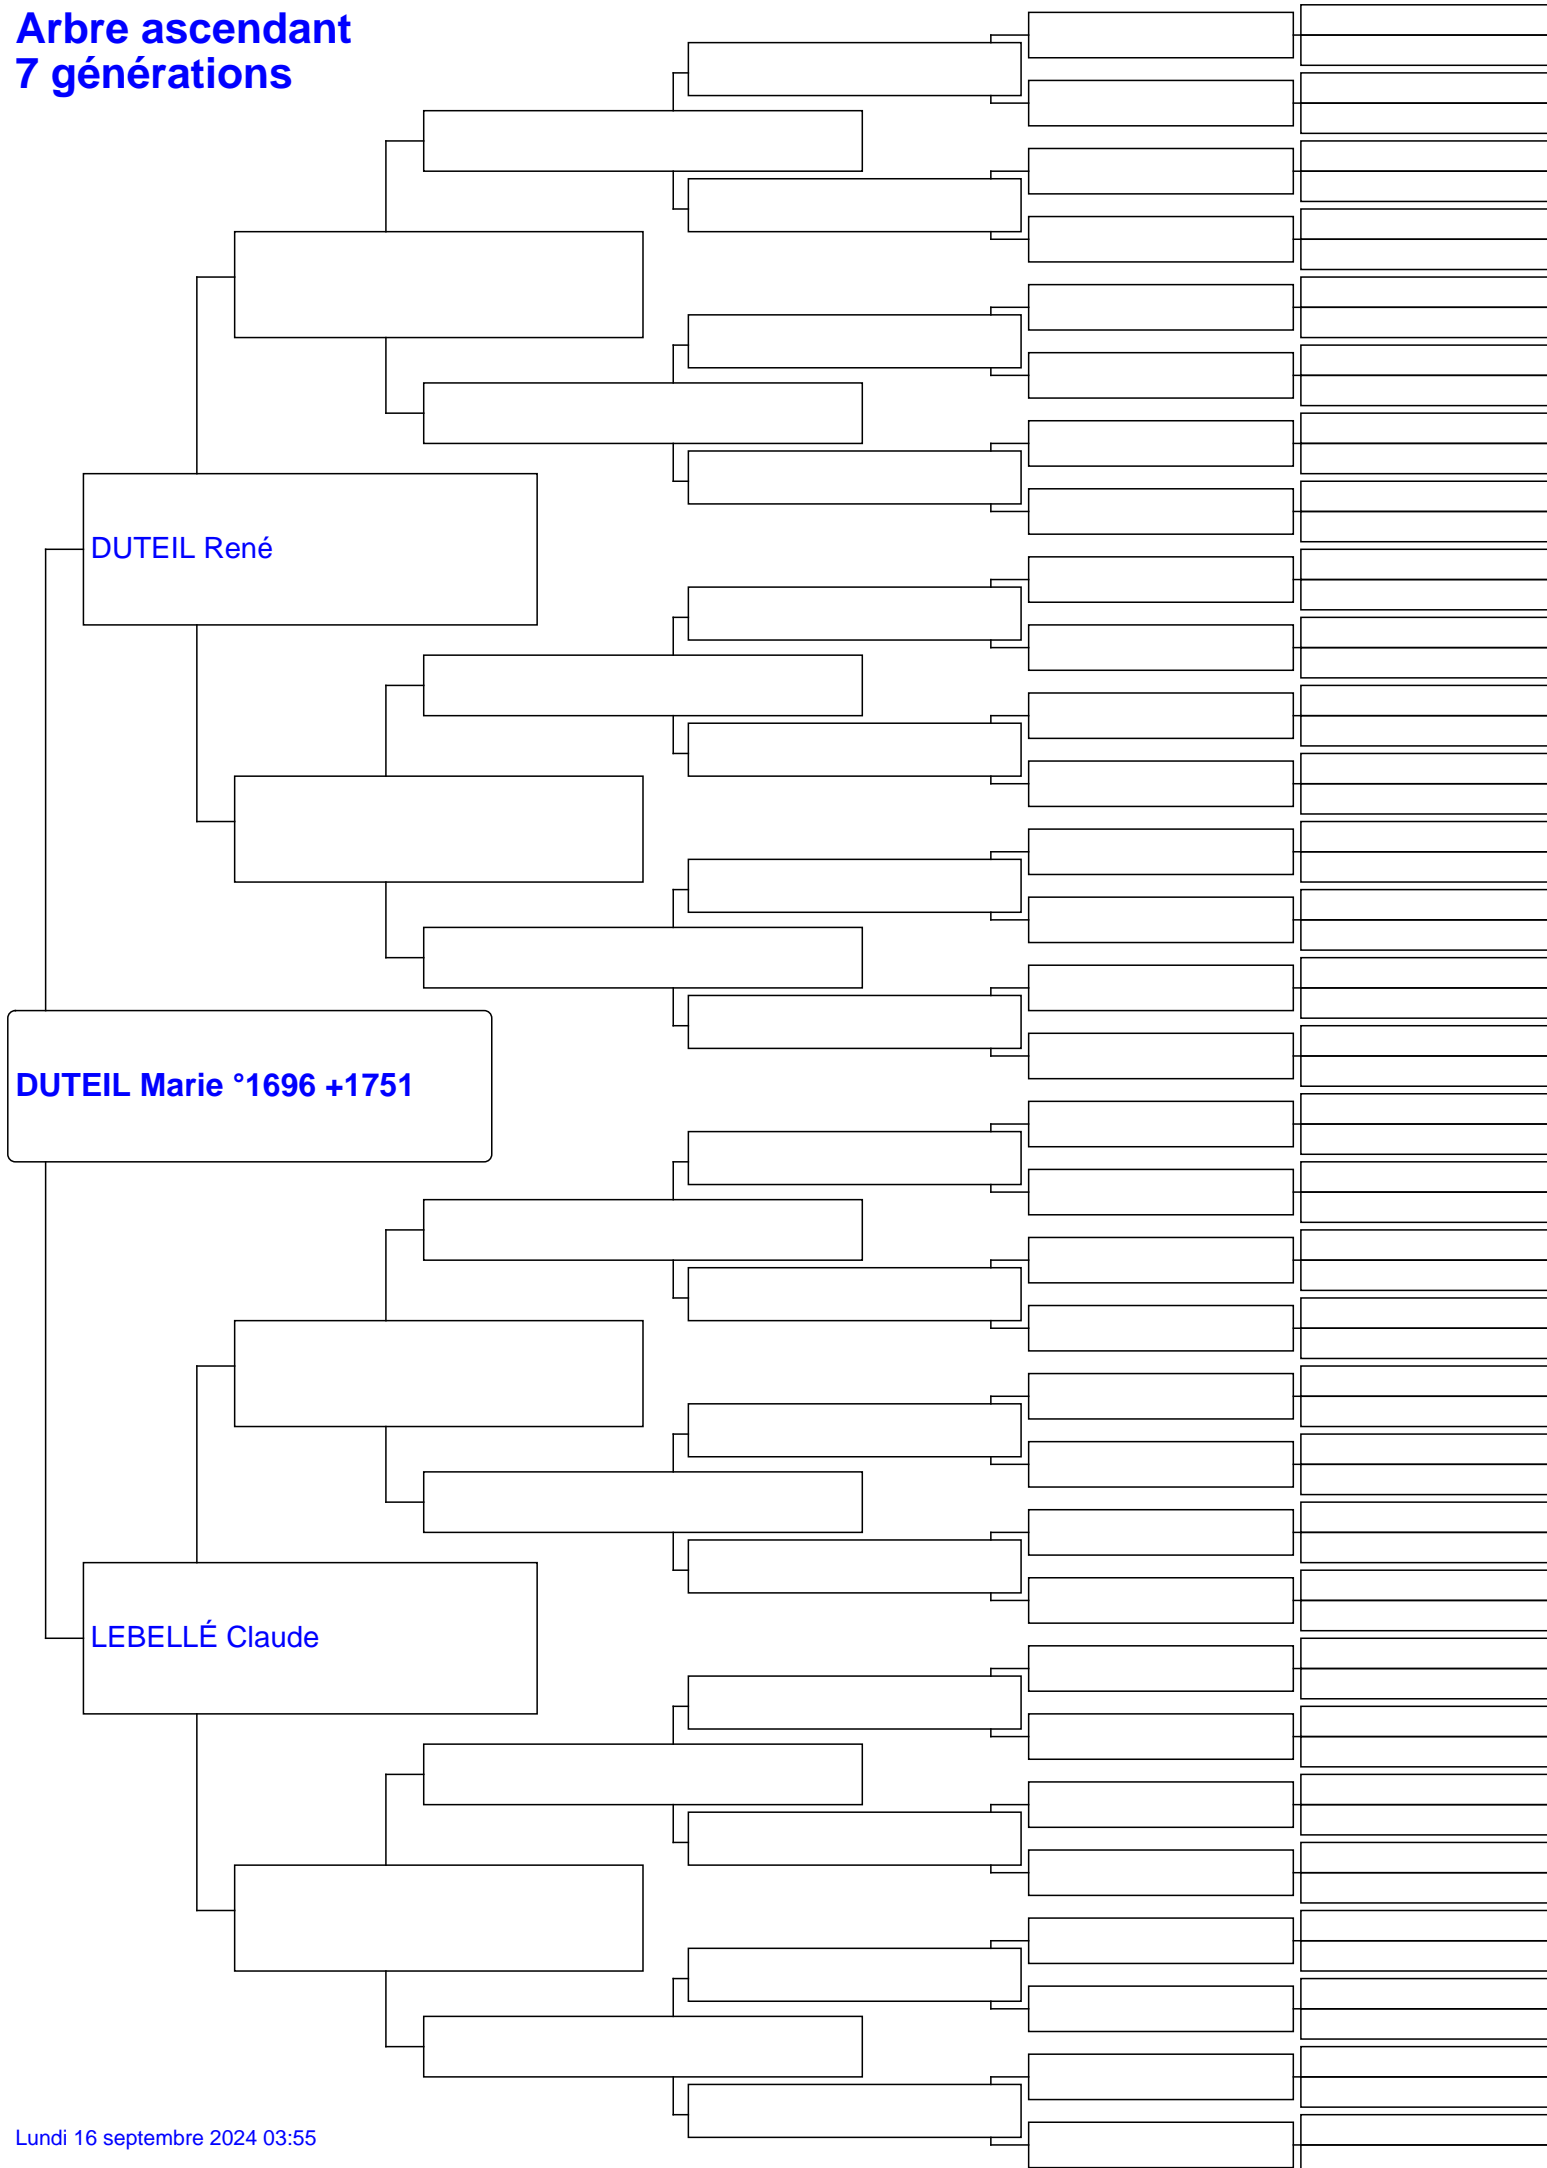 Arbre ascendant
7 générations
DUTEIL René
DUTEIL Marie °1696 +1751
LEBELLÉ Claude
Lundi 16 septembre 2024 03:55